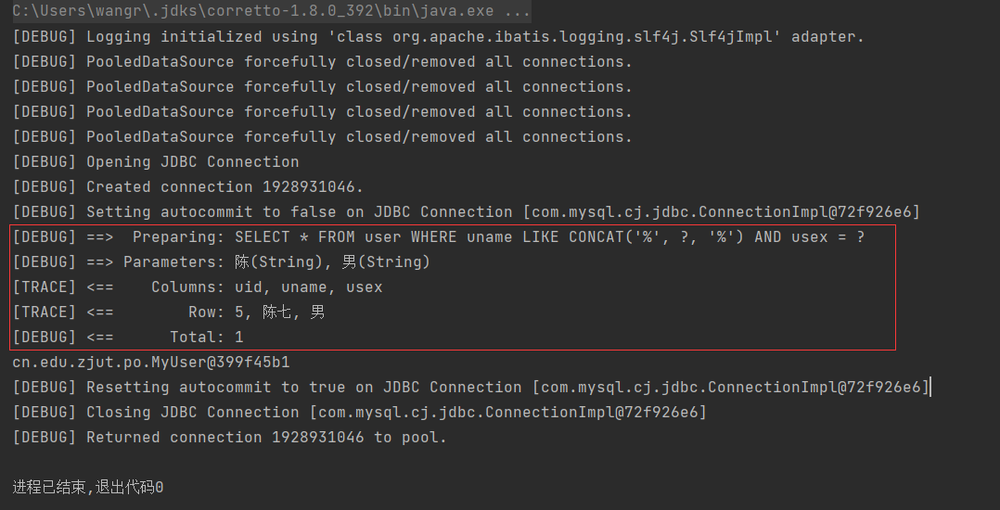 C:\Users\wangr\.jdks\corretto-1.8.0_392\bin\java.exe ...
[DEBUG] Logging initialized using 'class org.apache.ibatis.logging.slf4j.Slf4jImpl' adapter.
[DEBUG] PooledDataSource forcefully closed/removed all connections.
[DEBUG] PooledDataSource forcefully closed/removed all connections.
[DEBUG] PooledDataSource forcefully closed/removed all connections.
[DEBUG] PooledDataSource forcefully closed/removed all connections.
[DEBUG] Opening JDBC Connection
[DEBUG] Created connection 1928931046.
[DEBUG] Setting autocommit to false on JDBC Connection [com.mysql.cj.jdbc.ConnectionImpl@72f926e6]
[DEBUG] ==>  Preparing: SELECT * FROM user WHERE uname LIKE CONCAT('%', ?, '%') AND usex = ?
[DEBUG] ==> Parameters: 陈(String), 男(String)
[TRACE] <==    Columns: uid, uname, usex
[TRACE] <==        Row: 5, 陈七, 男
[DEBUG] <==      Total: 1
cn.edu.zjut.po.MyUser@399f45b1
[DEBUG] Resetting autocommit to true on JDBC Connection [com.mysql.cj.jdbc.ConnectionImpl@72f926e6]
[DEBUG] Closing JDBC Connection [com.mysql.cj.jdbc.ConnectionImpl@72f926e6]
[DEBUG] Returned connection 1928931046 to pool.
进程已结束,退出代码0